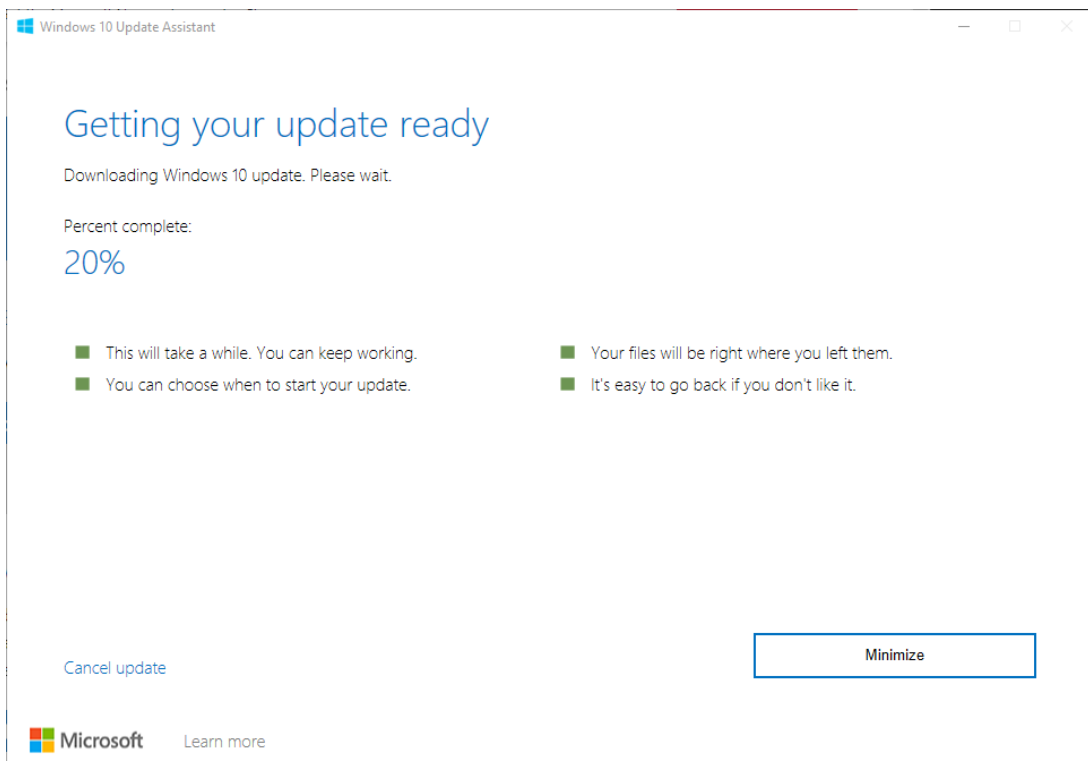 Windows 10 Update Assistant
Getting your update ready
Downloading Windows 10 update. Please wait.
Percent complete:
20%
This will take a while. You can keep working.
You can choose when to start your update.
Your files will be right where you left them.
It's easy to go back if you don't like it.
Minimize
Cancel update
Microsoft
Learn more